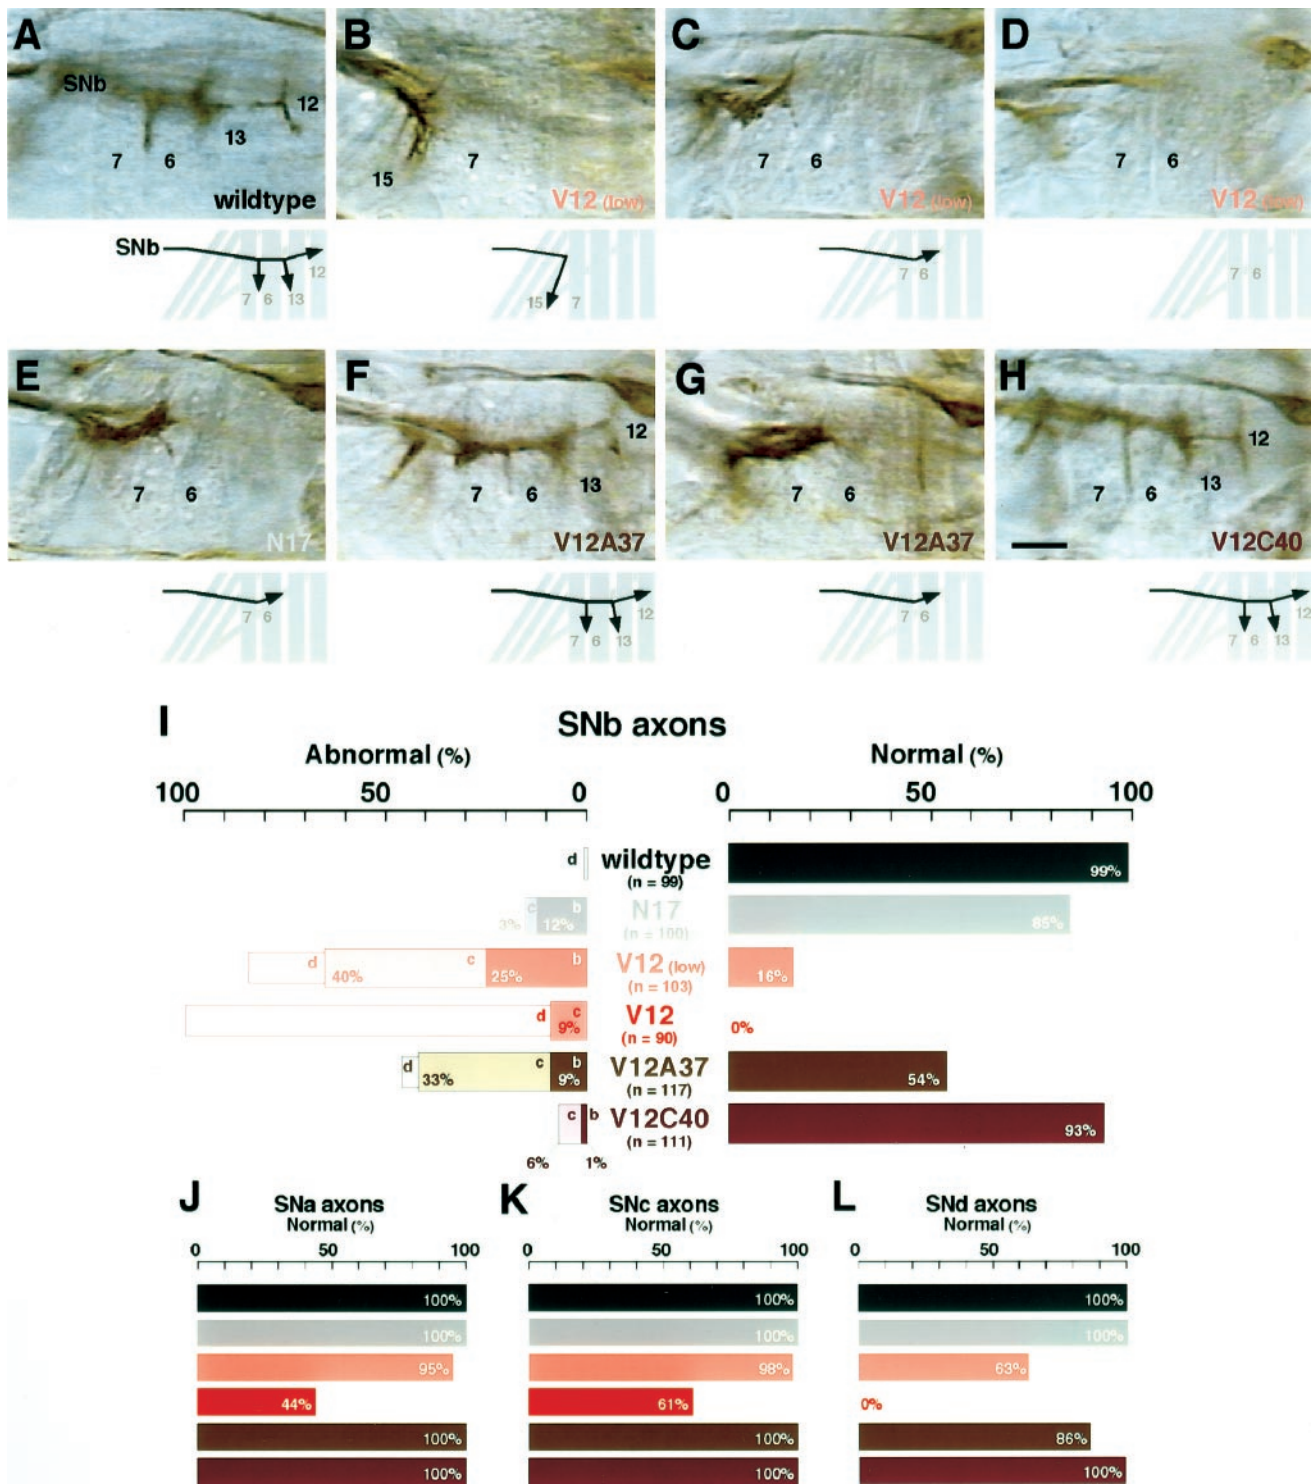 A
SNb
12
13
7 6
wildtype
B
15
7
V12 (low)
C
7 6
V12 (low)
D
7 6
V12 (low)
SNb
7 6 13 12
15 7
7 6
7 6
E
7 6
N17
F
12
7 6 13
V12A37
G
7 6
V12A37
H
12
7 6 13
V12C40
7 6
7 6 13 12
7 6
7 6 13 12
I
SNb axons
Abnormal (%)
Normal (%)
100 50 0
0 50 100
d wildtype 99%
(n = 99)
c b N17
3% 12% 85%
(n = 100)
d c b V12 (low)
40% 25% 16%
(n = 103)
d c V12
9% 0%
(n = 90)
d c b V12A37
33% 9% 54%
(n = 117)
c b V12C40
93%
(n = 111)
6% 1%
J
SNa axons
Normal (%)
0 50 100
100%
100%
95%
44%
100%
100%
K
SNc axons
Normal (%)
0 50 100
100%
100%
98%
61%
100%
100%
L
SNd axons
Normal (%)
0 50 100
100%
100%
63%
0%
86%
100%